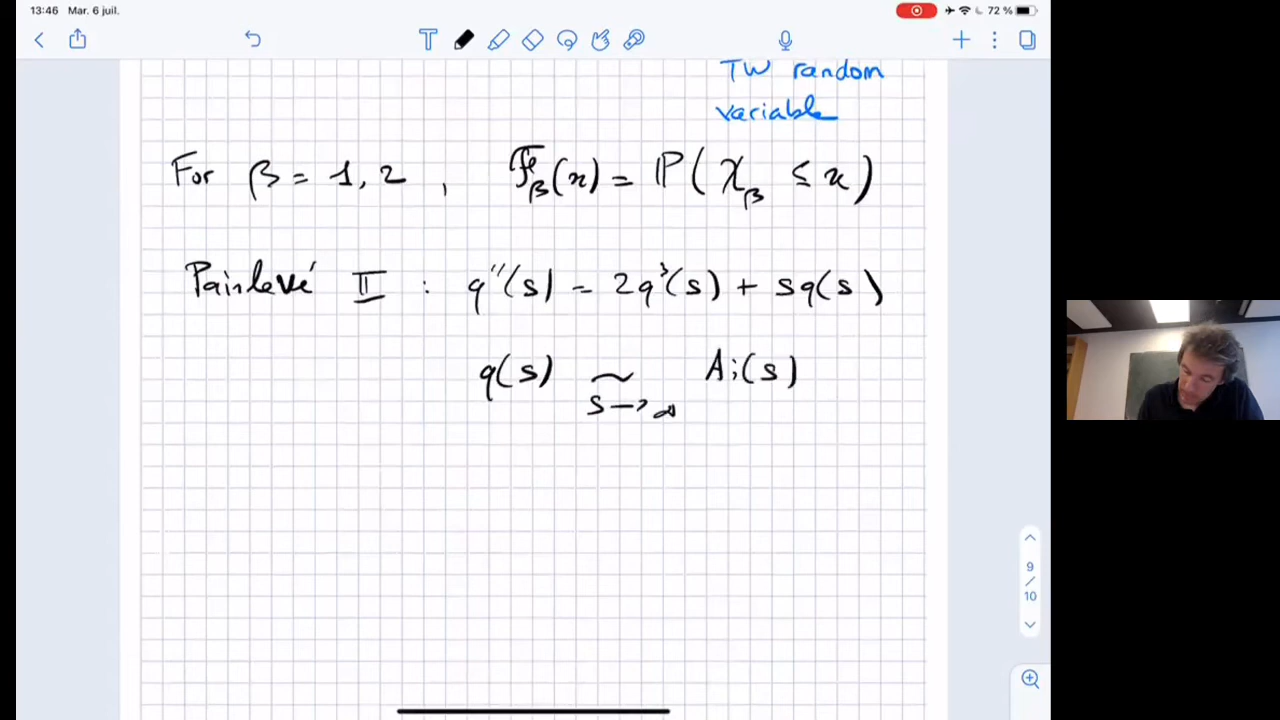 13:46 Mar. 6 juil. 72 %
T
TW random
variable
For β = 1, 2 , ℱ_β(x) = ℙ( χ_β ≤ x )
Painlevé II : q''(s) = 2q³(s) + sq(s)
q(s) ~ Ai(s)
s→∞
9
/
10